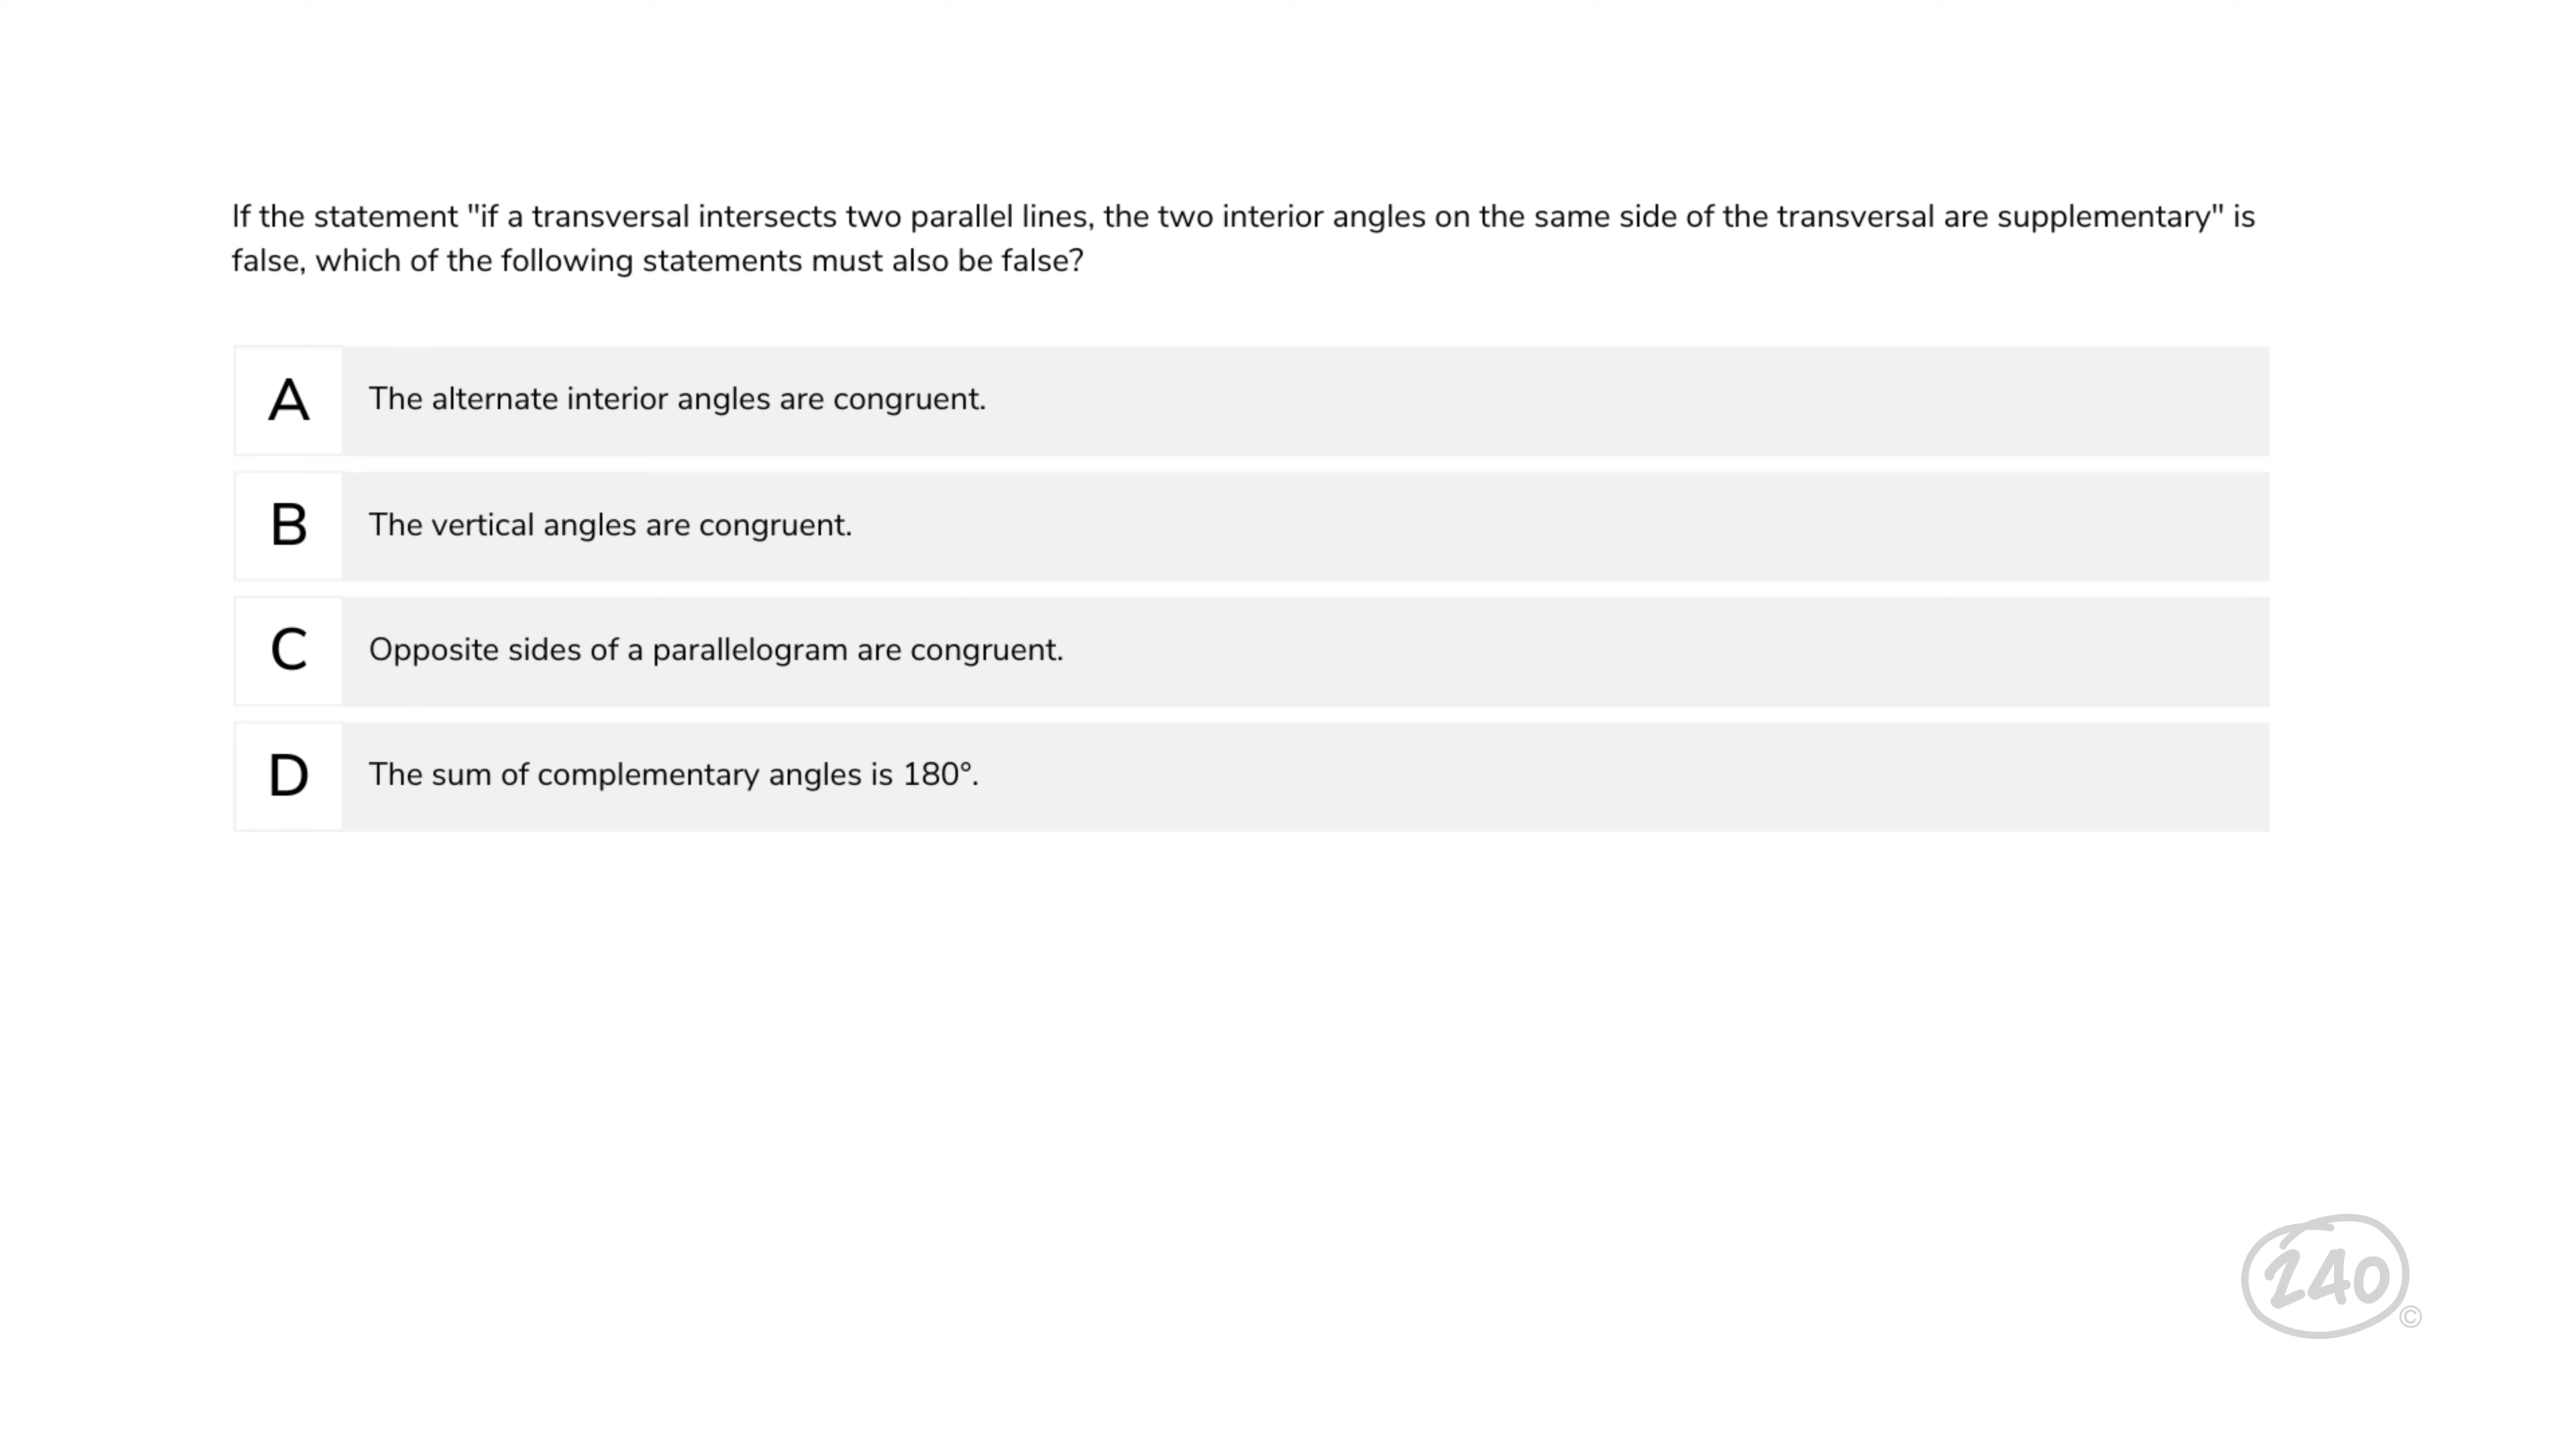 If the statement "if a transversal intersects two parallel lines, the two interior angles on the same side of the transversal are supplementary" is
false, which of the following statements must also be false?
A The alternate interior angles are congruent.
B The vertical angles are congruent.
C Opposite sides of a parallelogram are congruent.
D The sum of complementary angles is 180°.
240 ©